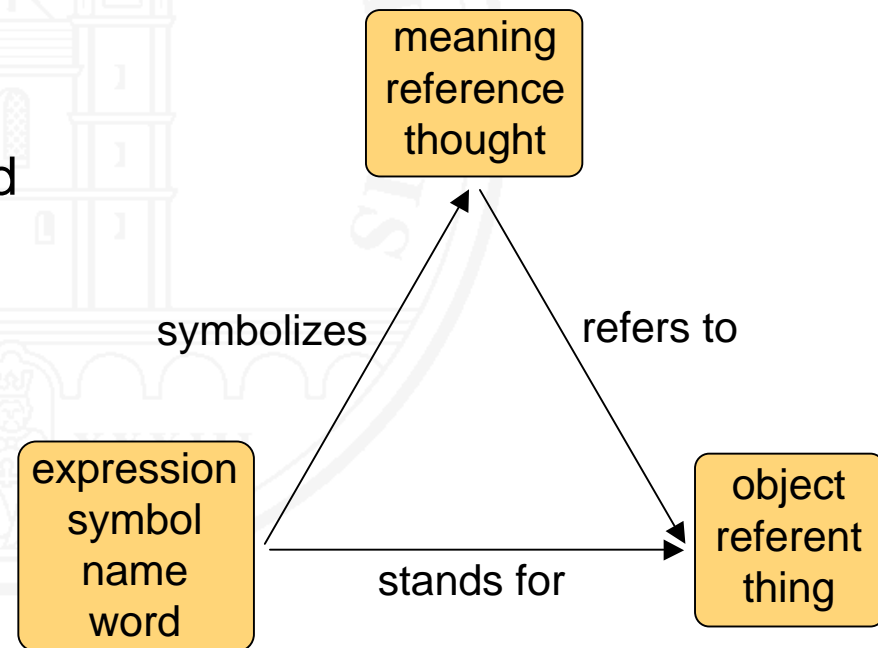 meaning
reference
thought
d
symbolizes
refers to
expression
symbol
name
word
object
referent
thing
stands for